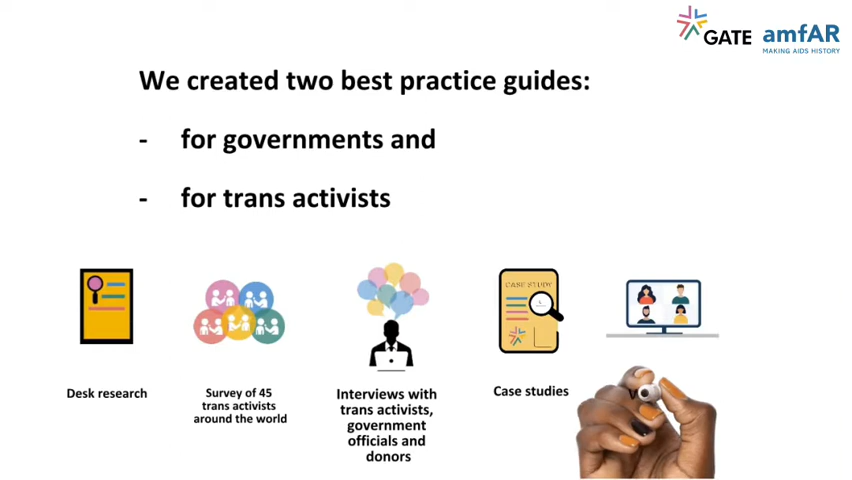 GATE
amfAR
MAKING AIDS HISTORY
We created two best practice guides:
- for governments and
- for trans activists
CASE STUDY
Desk research
Survey of 45
trans activists
around the world
Interviews with
trans activists,
government
officials and
donors
Case studies